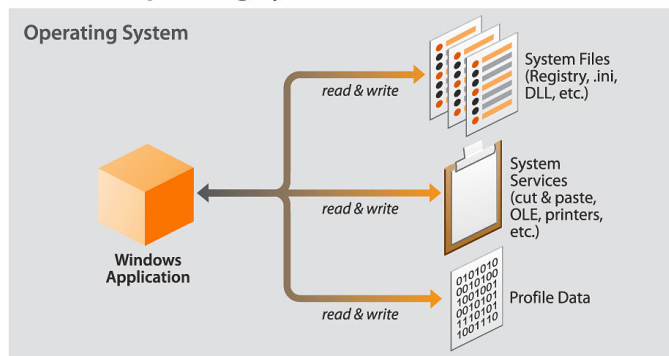 Operating System
System Files
(Registry, .ini,
DLL, etc.)
read & write
System
Services
(cut & paste,
OLE, printers,
etc.)
read & write
Windows
Application
0101010
0010100
1001001
0010101
1110101
1001110
Profile Data
read & write